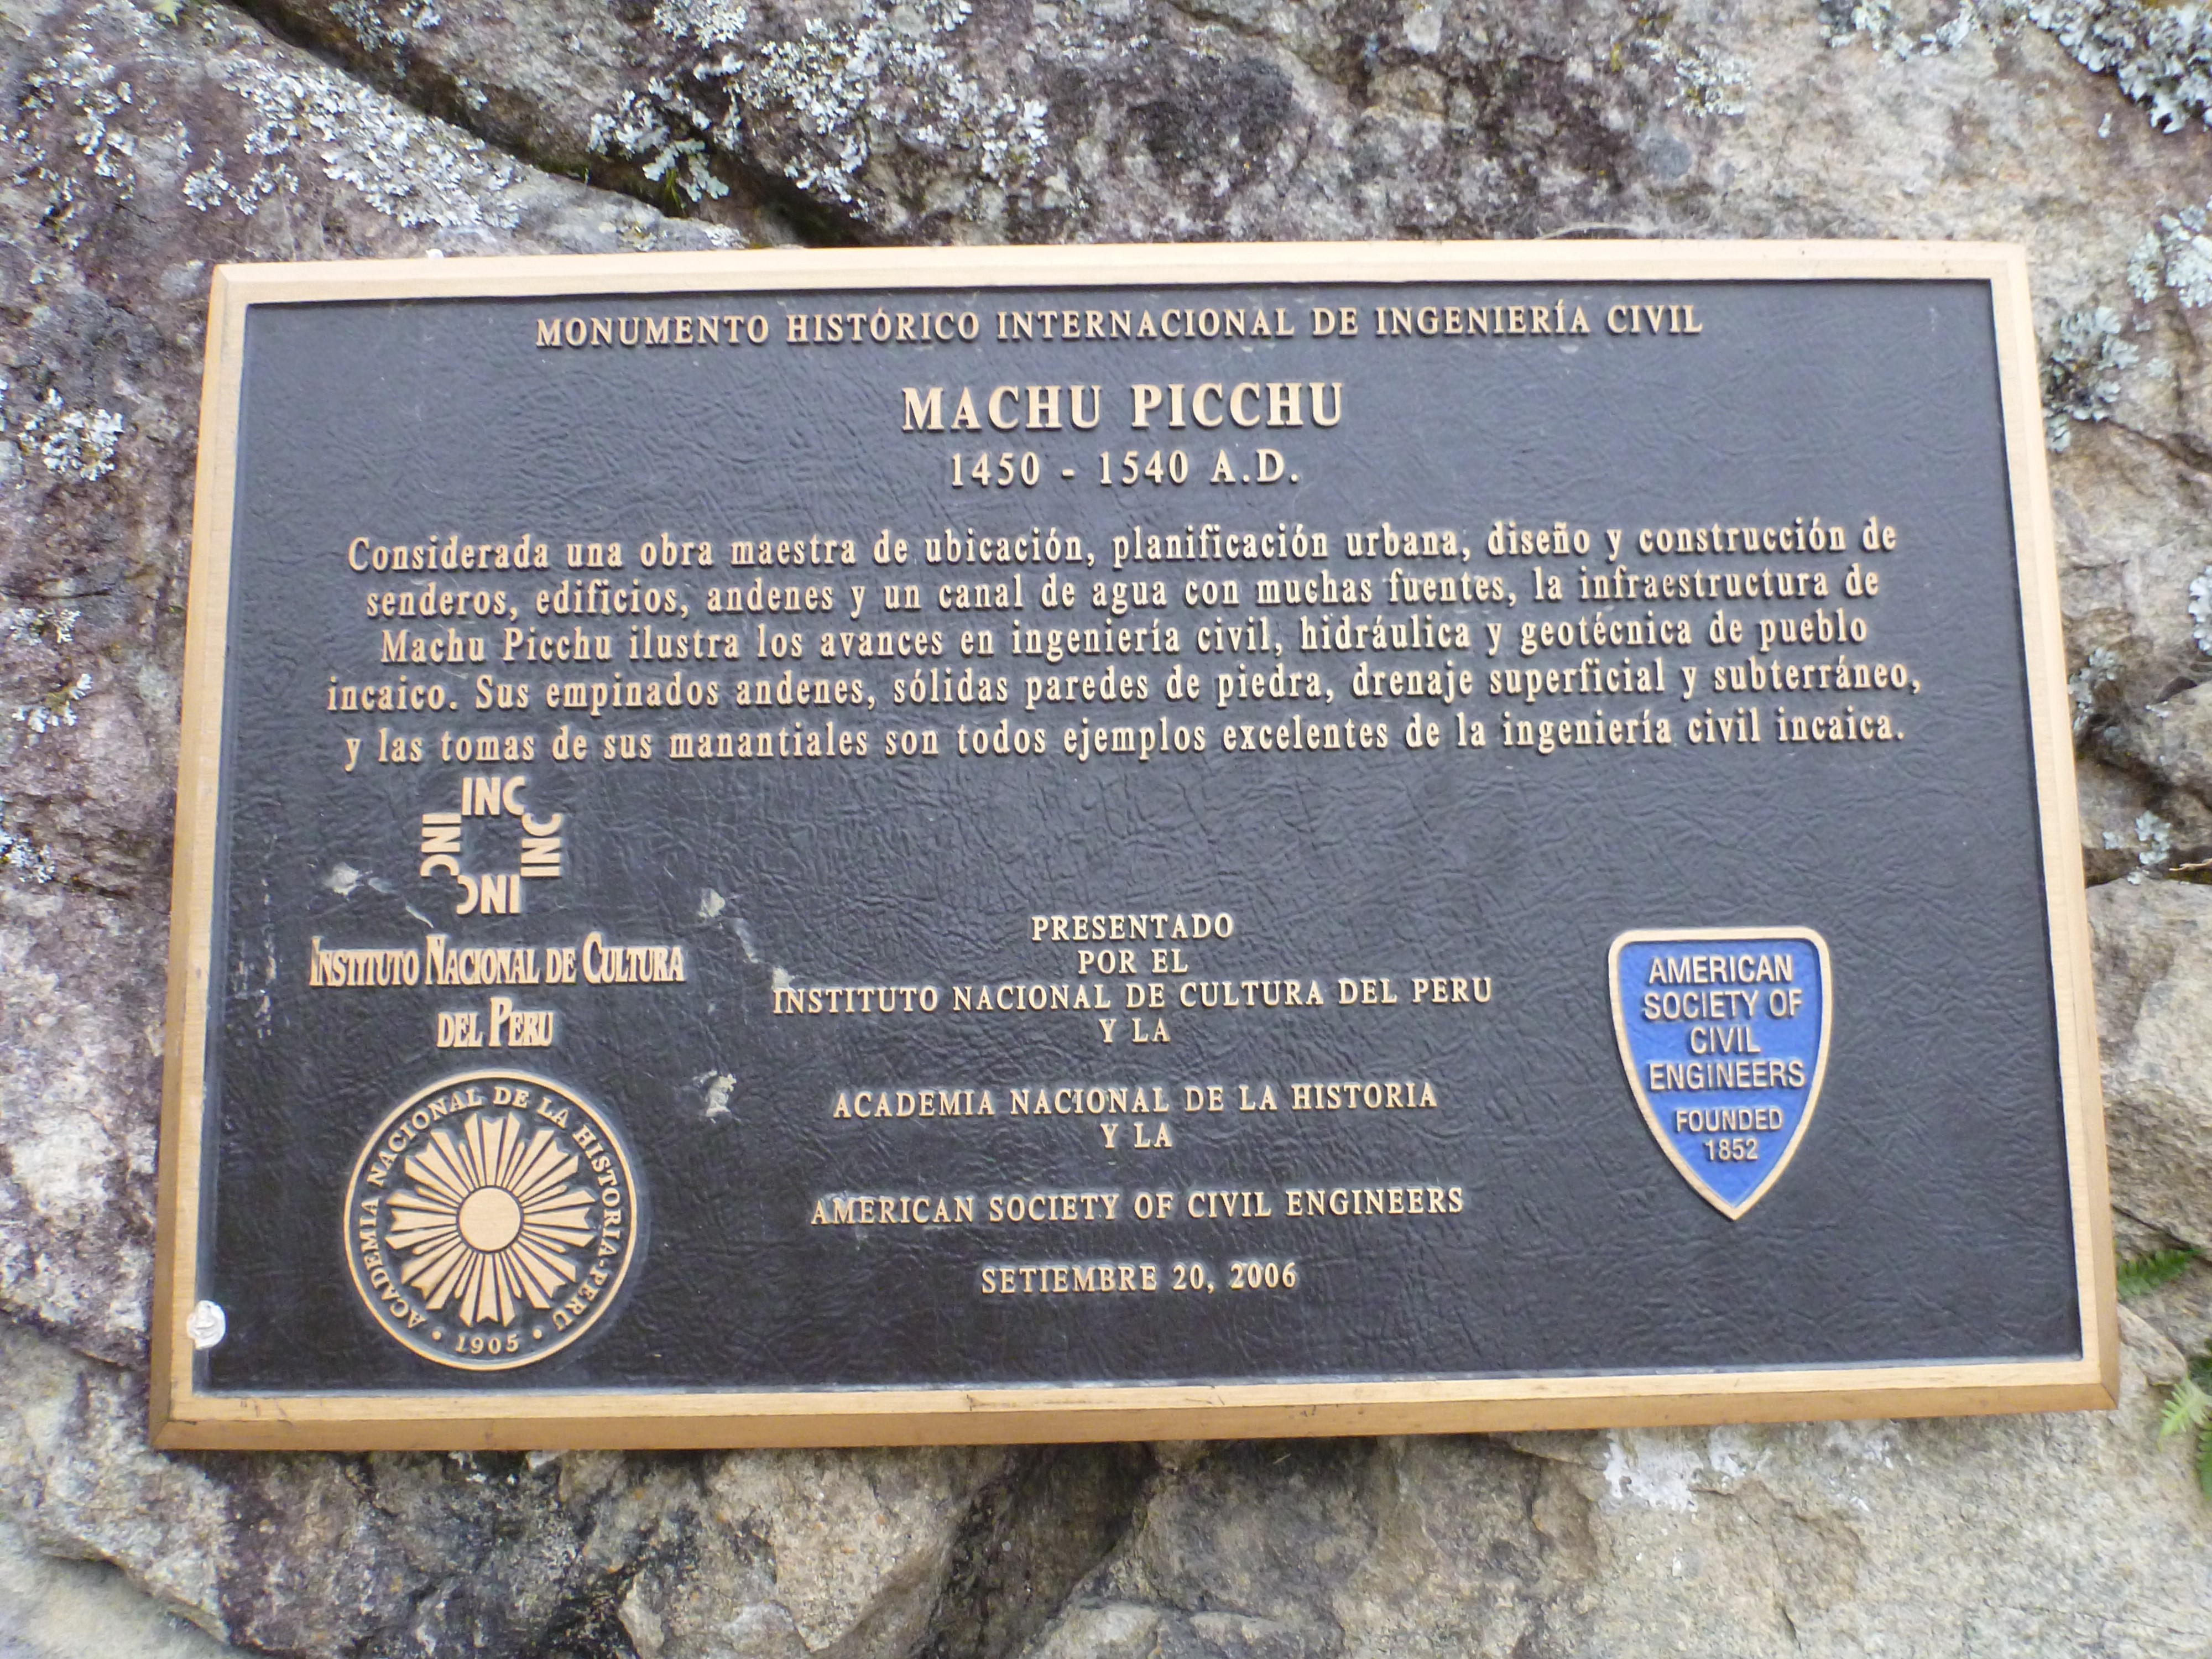 MONUMENTO HISTÓRICO INTERNACIONAL DE INGENIERÍA CIVIL
MACHU PICCHU
1450 - 1540 A.D.
Considerada una obra maestra de ubicación, planificación urbana, diseño y construcción de
senderos, edificios, andenes y un canal de agua con muchas fuentes, la infraestructura de
Machu Picchu ilustra los avances en ingeniería civil, hidráulica y geotécnica de pueblo
incaico. Sus empinados andenes, sólidas paredes de piedra, drenaje superficial y subterráneo,
y las tomas de sus manantiales son todos ejemplos excelentes de la ingeniería civil incaica.
INC
INC
INC
INC
INSTITUTO NACIONAL DE CULTURA
DEL PERU
ACADEMIA NACIONAL DE LA HISTORIA-PERU
• 1905 •
PRESENTADO
POR EL
INSTITUTO NACIONAL DE CULTURA DEL PERU
Y LA
ACADEMIA NACIONAL DE LA HISTORIA
Y LA
AMERICAN SOCIETY OF CIVIL ENGINEERS
SETIEMBRE 20, 2006
AMERICAN
SOCIETY OF
CIVIL
ENGINEERS
FOUNDED
1852